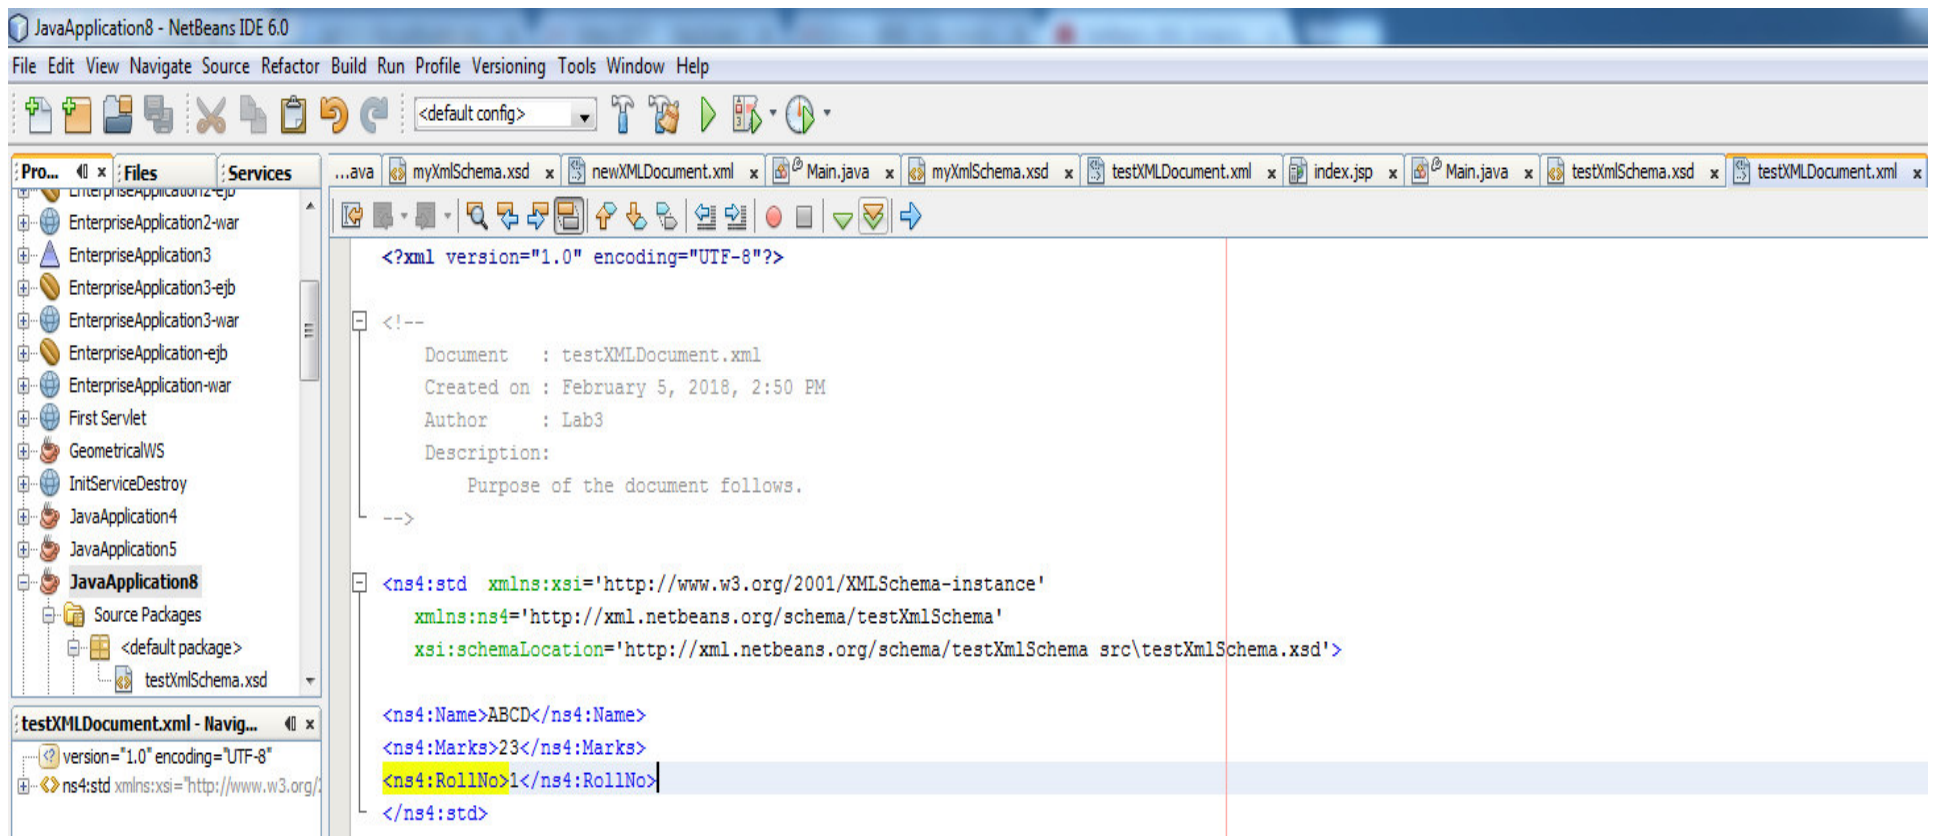 JavaApplication8 - NetBeans IDE 6.0
File Edit View Navigate Source Refactor Build Run Profile Versioning Tools Window Help
<default config>
Pro... Files Services
...ava myXmlSchema.xsd x newXMLDocument.xml x Main.java x myXmlSchema.xsd x testXMLDocument.xml x index.jsp x Main.java x testXmlSchema.xsd x testXMLDocument.xml x
EnterpriseApplication2-ejb
EnterpriseApplication2-war
EnterpriseApplication3
EnterpriseApplication3-ejb
EnterpriseApplication3-war
EnterpriseApplication-ejb
EnterpriseApplication-war
First Servlet
GeometricalWS
InitServiceDestroy
JavaApplication4
JavaApplication5
JavaApplication8
Source Packages
<default package>
testXmlSchema.xsd
testXMLDocument.xml - Navig...
version="1.0" encoding="UTF-8"
ns4:std xmlns:xsi="http://www.w3.org/
<?xml version="1.0" encoding="UTF-8"?>
<!--
Document : testXMLDocument.xml
Created on : February 5, 2018, 2:50 PM
Author : Lab3
Description:
Purpose of the document follows.
-->
<ns4:std xmlns:xsi='http://www.w3.org/2001/XMLSchema-instance'
xmlns:ns4='http://xml.netbeans.org/schema/testXmlSchema'
xsi:schemaLocation='http://xml.netbeans.org/schema/testXmlSchema src\testXmlSchema.xsd'>
<ns4:Name>ABCD</ns4:Name>
<ns4:Marks>23</ns4:Marks>
<ns4:RollNo>1</ns4:RollNo>
</ns4:std>